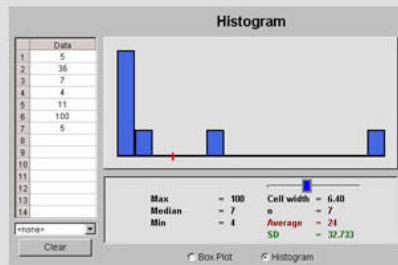 Histogram
Data
1 5
2 36
3 7
4 4
5 11
6 100
7 5
8
9
10
11
12
13
14
<none>
Clear
Max = 100 Cell width = 6.40
Median = 7 n = 7
Min = 4 Average = 24
SD = 32.733
Box Plot Histogram